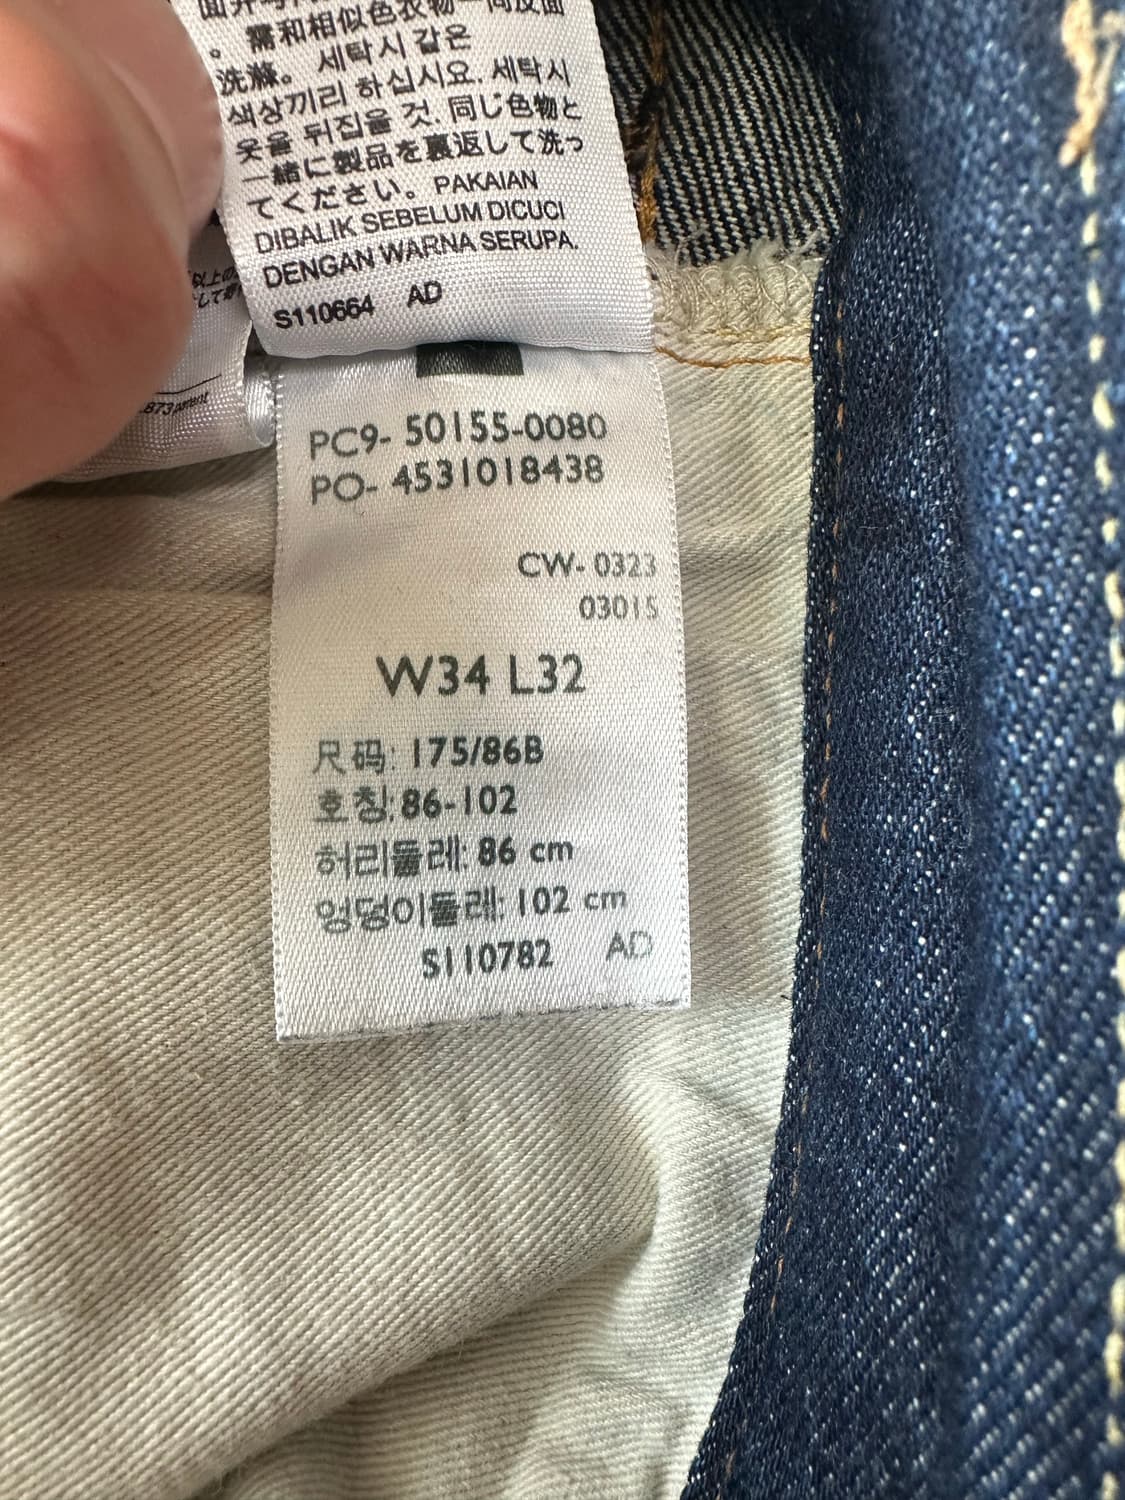 。需和相似色衣物一同反面
洗滌。 세탁시 같은
색상끼리 하십시요. 세탁시
옷을 뒤집을 것. 同じ色物と
一緒に製品を裏返して洗っ
てください。PAKAIAN
DIBALIK SEBELUM DICUCI
DENGAN WARNA SERUPA.
S110664 AD
873 patent
PC9- 50155-0080
PO- 4531018438
CW- 0323
03015
W34 L32
尺码: 175/86B
호칭: 86-102
허리둘레: 86 cm
엉덩이둘레: 102 cm
S110782 AD